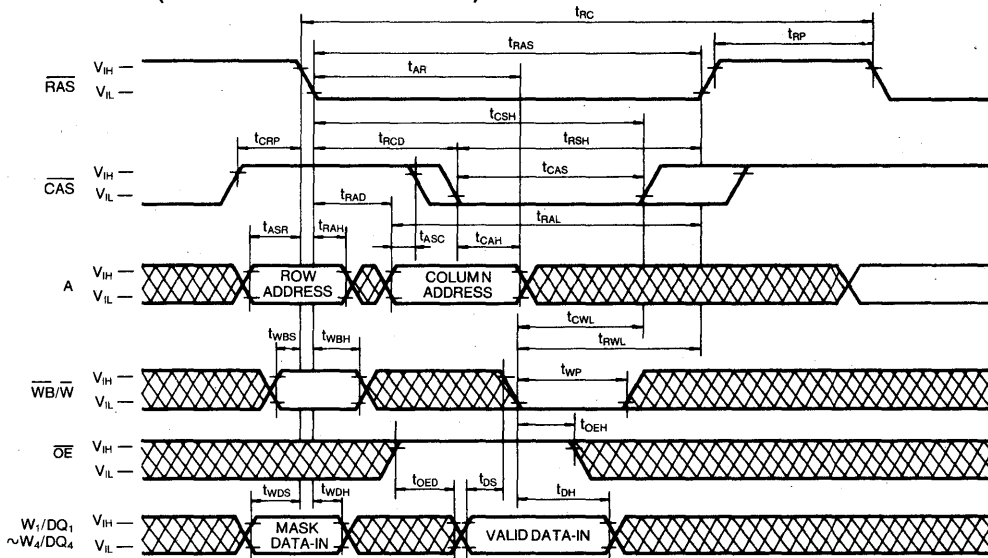 tRC
tRAS
tRP
tAR
RAS VIH
VIL
tCSH
tCRP
tRCD
tRSH
CAS VIH
VIL
tCAS
tRAD
tRAL
tASR
tRAH
tASC
tCAH
A VIH
VIL
ROW ADDRESS
COLUMN ADDRESS
tCWL
tRWL
tWBS
tWBH
WB/W VIH
VIL
tWP
tOEH
OE VIH
VIL
tOED
tDS
tWDS
tWDH
tDH
W1/DQ1
~W4/DQ4
VIH
VIL
MASK DATA-IN
VALID DATA-IN